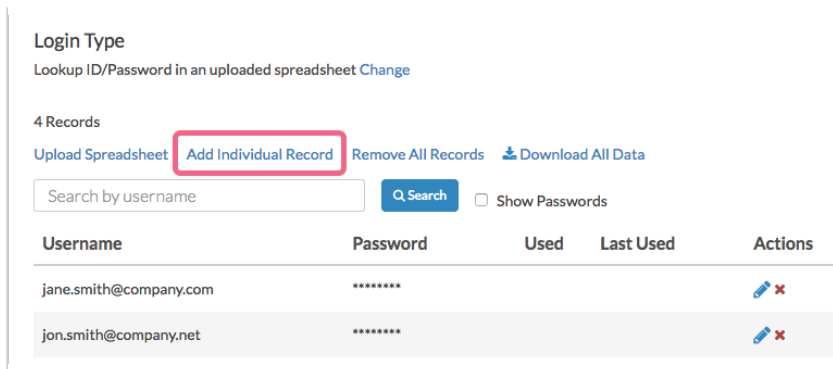 Login Type
Lookup ID/Password in an uploaded spreadsheet Change
4 Records
Upload Spreadsheet Add Individual Record Remove All Records Download All Data
Search by username Search Show Passwords
Username Password Used Last Used Actions
jane.smith@company.com ********
jon.smith@company.net ********